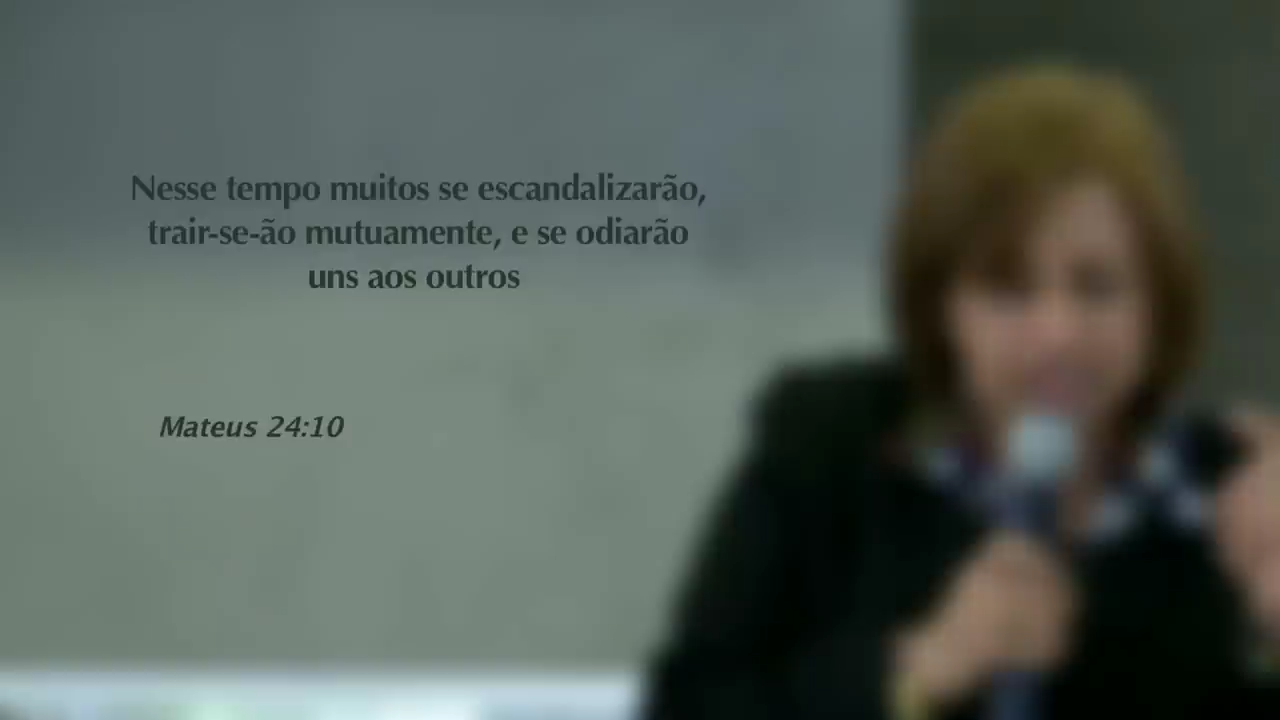 Nesse tempo muitos se escandalizarão,
trair-se-ão mutuamente, e se odiarão
uns aos outros
Mateus 24:10